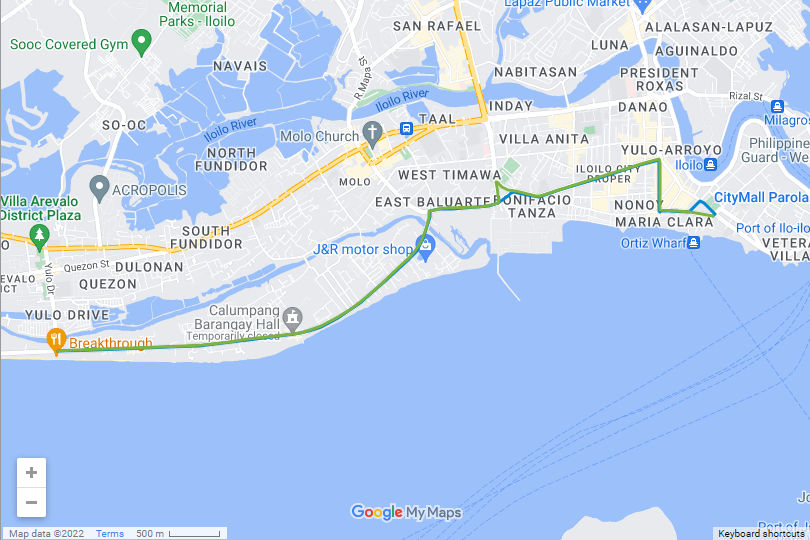 Memorial
Parks - Iloilo
Lapaz Public Market
SAN RAFAEL
ALALASAN-LAPUZ
Sooc Covered Gym
LUNA
AGUINALDO
NAVAIS
R Mapa St
NABITASAN
PRESIDENT
ROXAS
Iloilo River
INDAY
DANAO
Rizal St
SO-OC
Iloilo River
TAAL
Milagros
Molo Church
VILLA ANITA
Philippine
Guard - We
NORTH
FUNDIDOR
YULO-ARROYO
Iloilo
ILOILO CITY
PROPER
WEST TIMAWA
ACROPOLIS
MOLO
Villa Arevalo
District Plaza
CityMall Parola
EAST BALUARTE
BONIFACIO
TANZA
NONOY
MARIA CLARA
Port of Ilo-ilo
SOUTH
FUNDIDOR
J&R motor shop
Ortiz Wharf
VETER
VILLA
Quezon St
DULONAN
Yulo Dr
EVALO
ICT
QUEZON
YULO DRIVE
Calumpang
Barangay Hall
Temporarily closed
Breakthrough
+
−
Google My Maps
Map data ©2022
Terms
500 m
Keyboard shortcuts